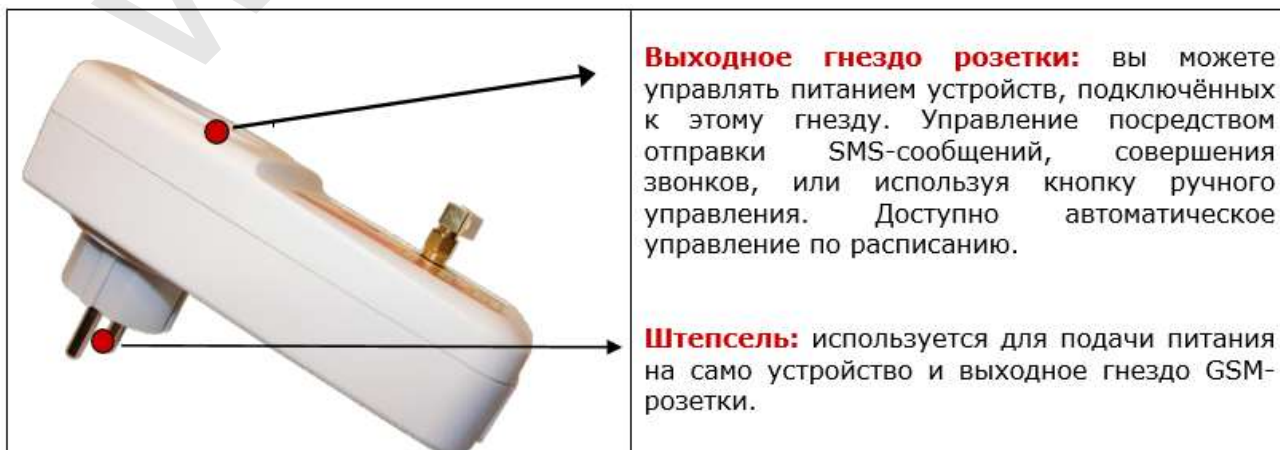 Выходное гнездо розетки: вы можете
управлять питанием устройств, подключённых
к этому гнезду. Управление посредством
отправки SMS-сообщений, совершения
звонков, или используя кнопку ручного
управления. Доступно автоматическое
управление по расписанию.
Штепсель: используется для подачи питания
на само устройство и выходное гнездо GSM-
розетки.